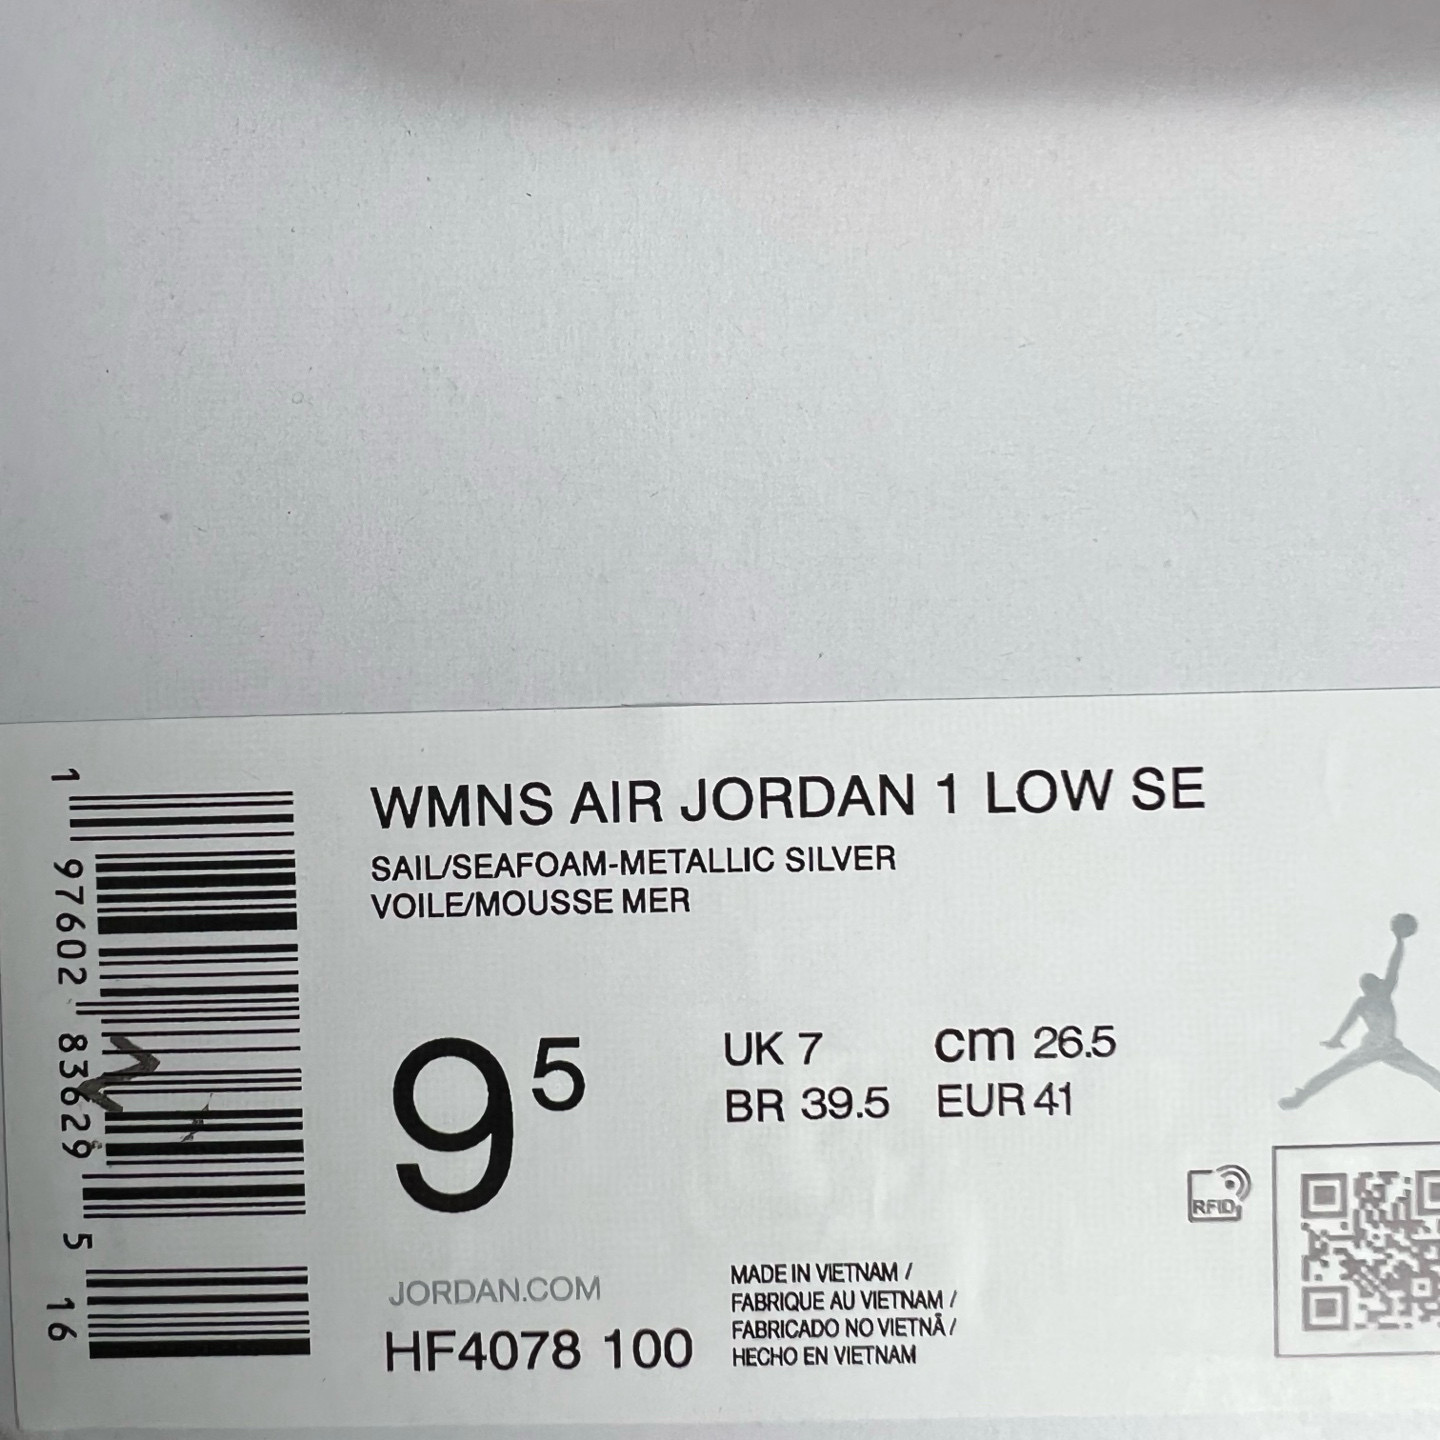 WMNS AIR JORDAN 1 LOW SE
SAIL/SEAFOAM-METALLIC SILVER
VOILE/MOUSSE MER
9 5
UK 7
cm 26.5
BR 39.5
EUR 41
JORDAN.COM
HF4078 100
MADE IN VIETNAM /
FABRIQUE AU VIETNAM /
FABRICADO NO VIETNÃ /
HECHO EN VIETNAM
RFID
1 97602 83629 5 16